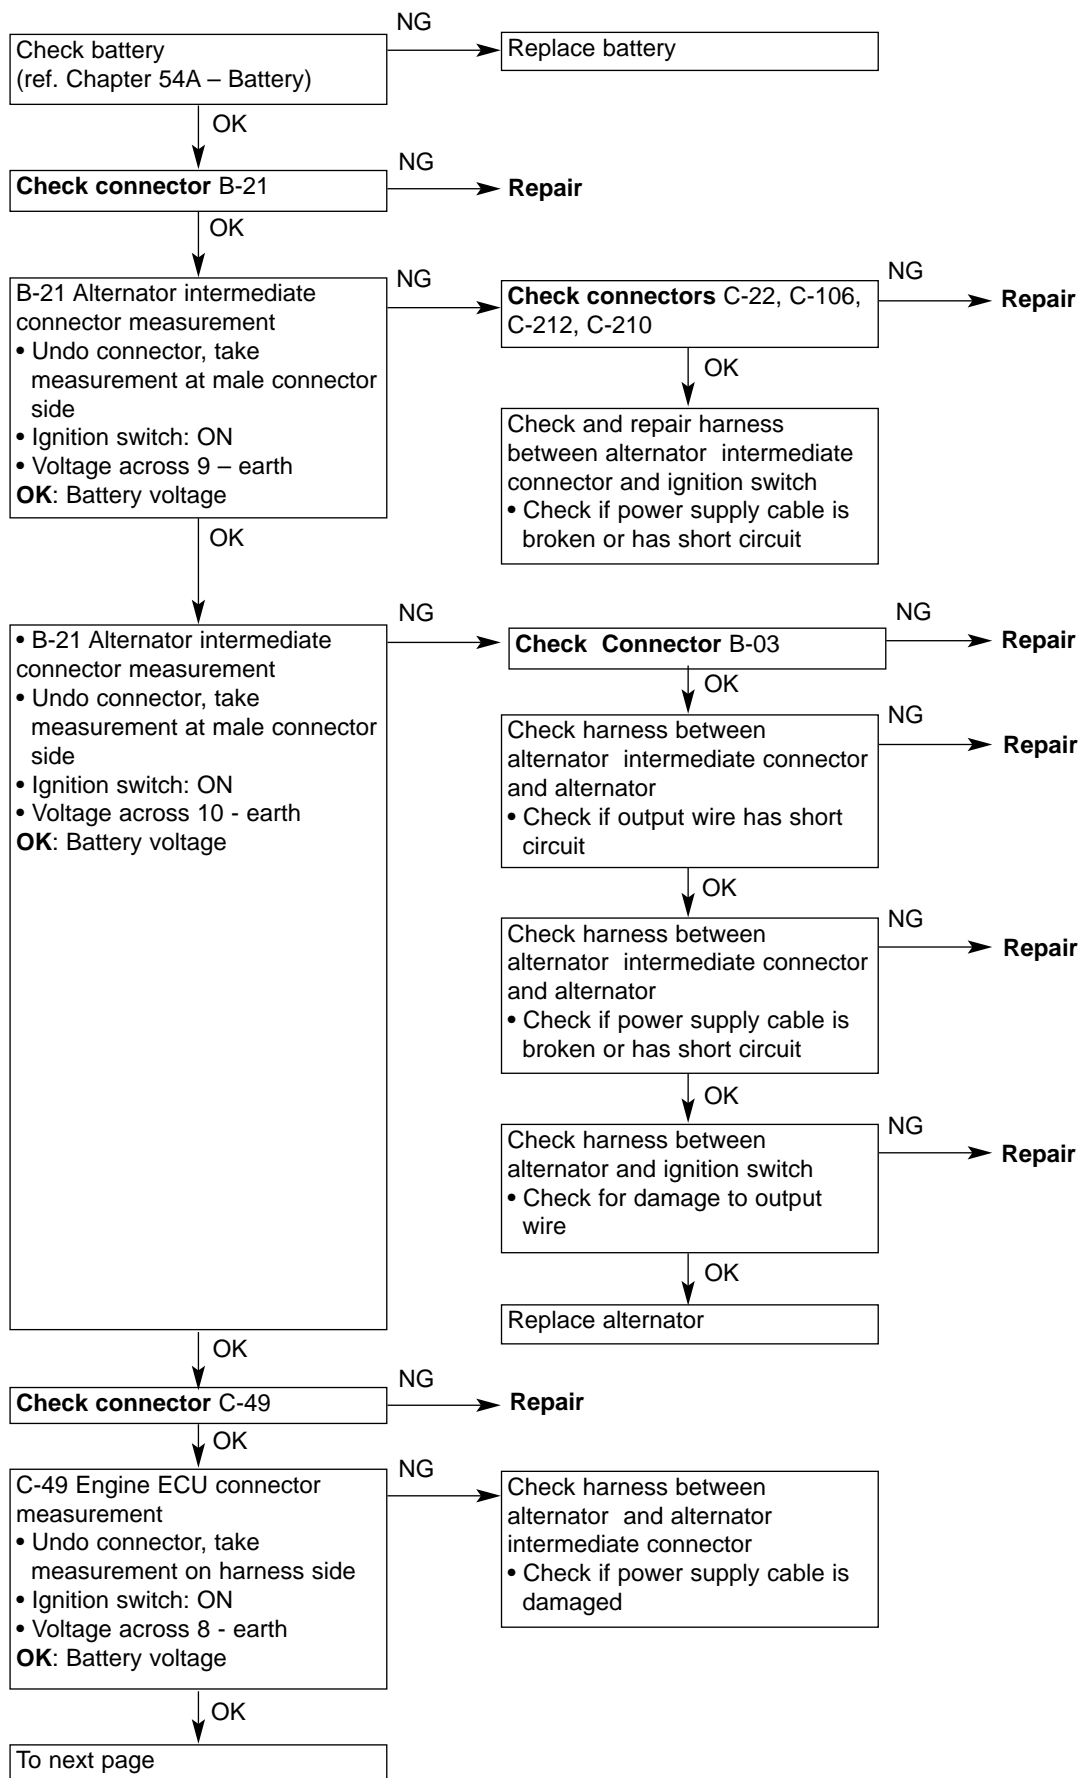 Check battery
(ref. Chapter 54A – Battery)
NG
Replace battery
OK
Check connector B-21
NG
Repair
OK
B-21 Alternator intermediate
connector measurement
• Undo connector, take
measurement at male connector
side
• Ignition switch: ON
• Voltage across 9 – earth
OK: Battery voltage
NG
Check connectors C-22, C-106,
C-212, C-210
NG
Repair
OK
Check and repair harness
between alternator intermediate
connector and ignition switch
• Check if power supply cable is
broken or has short circuit
OK
• B-21 Alternator intermediate
connector measurement
• Undo connector, take
measurement at male connector
side
• Ignition switch: ON
• Voltage across 10 - earth
OK: Battery voltage
NG
Check Connector B-03
NG
Repair
OK
Check harness between
alternator intermediate connector
and alternator
• Check if output wire has short
circuit
NG
Repair
OK
Check harness between
alternator intermediate connector
and alternator
• Check if power supply cable is
broken or has short circuit
NG
Repair
OK
Check harness between
alternator and ignition switch
• Check for damage to output
wire
NG
Repair
OK
Replace alternator
OK
Check connector C-49
NG
Repair
OK
C-49 Engine ECU connector
measurement
• Undo connector, take
measurement on harness side
• Ignition switch: ON
• Voltage across 8 - earth
OK: Battery voltage
NG
Check harness between
alternator and alternator
intermediate connector
• Check if power supply cable is
damaged
OK
To next page